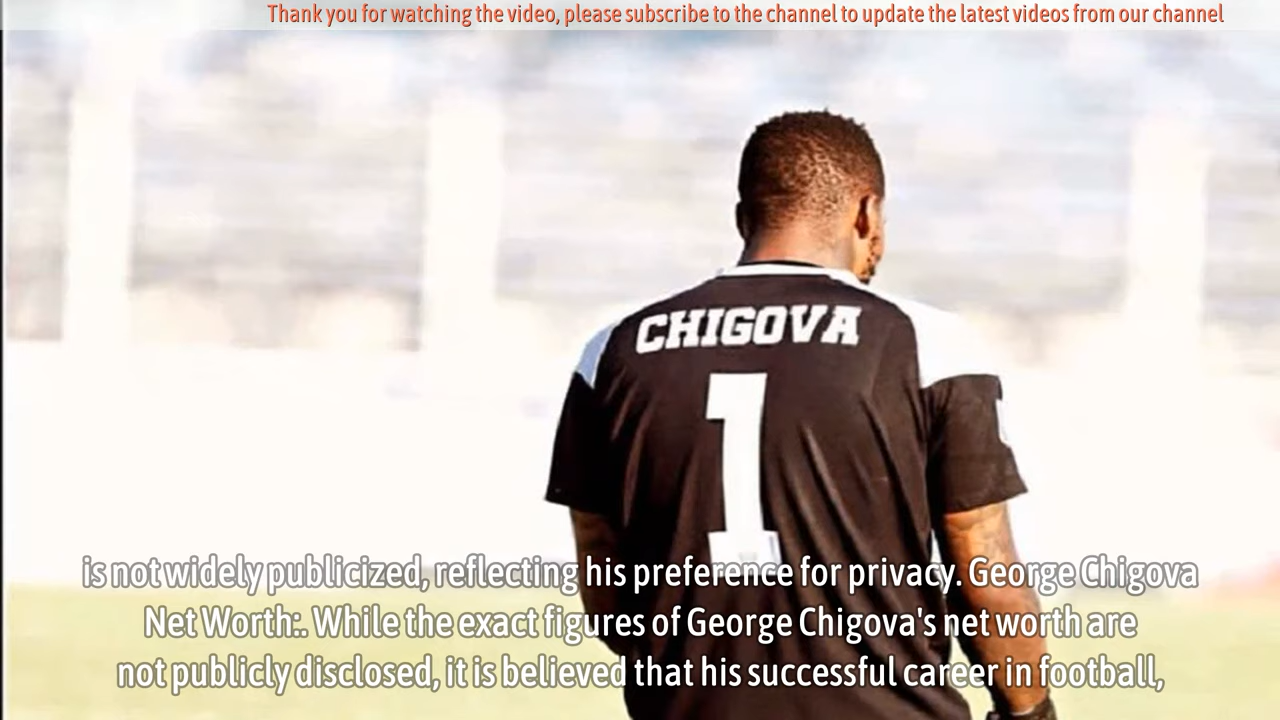 Thank you for watching the video, please subscribe to the channel to update the latest videos from our channel
CHIGOVA
1
is not widely publicized, reflecting his preference for privacy. George Chigova
Net Worth:. While the exact figures of George Chigova's net worth are
not publicly disclosed, it is believed that his successful career in football,